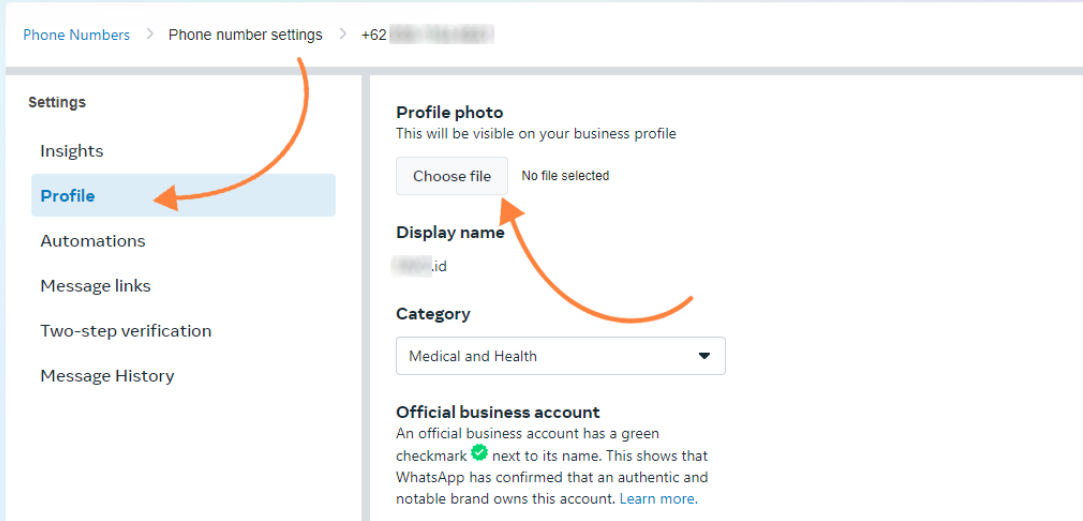 Phone Numbers > Phone number settings > +62
Settings
Insights
Profile
Automations
Message links
Two-step verification
Message History
Profile photo
This will be visible on your business profile
Choose file No file selected
Display name
.id
Category
Medical and Health
Official business account
An official business account has a green
checkmark next to its name. This shows that
WhatsApp has confirmed that an authentic and
notable brand owns this account. Learn more.